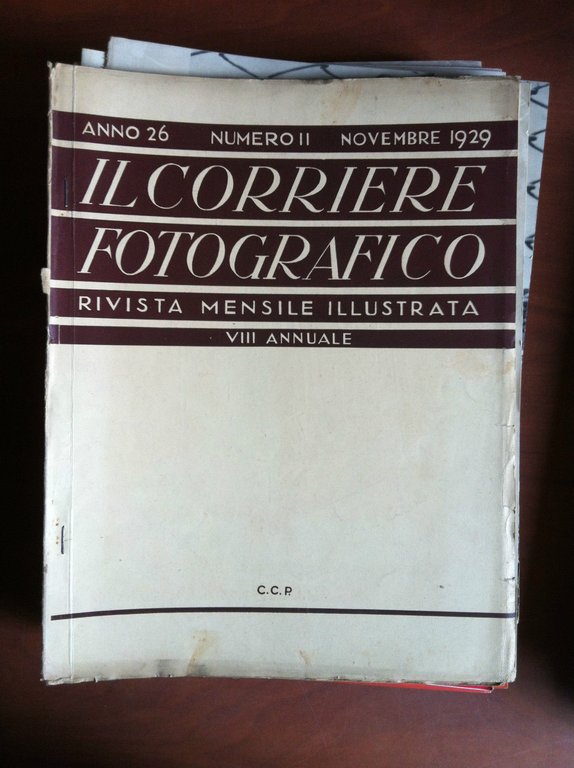 ANNO 26 NUMERO 11 NOVEMBRE 1929
IL CORRIERE
FOTOGRAFICO
RIVISTA MENSILE ILLUSTRATA
VIII ANNUALE
C.C.P.